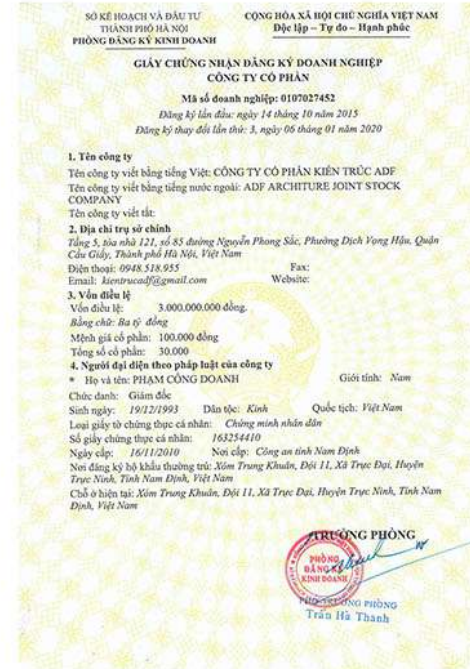 SỞ KẾ HOẠCH VÀ ĐẦU TƯ
THÀNH PHỐ HÀ NỘI
PHÒNG ĐĂNG KÝ KINH DOANH
CỘNG HÒA XÃ HỘI CHỦ NGHĨA VIỆT NAM
Độc lập – Tự do – Hạnh phúc
GIẤY CHỨNG NHẬN ĐĂNG KÝ DOANH NGHIỆP
CÔNG TY CỔ PHẦN
Mã số doanh nghiệp: 0107027452
Đăng ký lần đầu: ngày 14 tháng 10 năm 2015
Đăng ký thay đổi lần thứ: 3, ngày 06 tháng 01 năm 2020
1. Tên công ty
Tên công ty viết bằng tiếng Việt: CÔNG TY CỔ PHẦN KIẾN TRÚC ADF
Tên công ty viết bằng tiếng nước ngoài: ADF ARCHITURE JOINT STOCK
COMPANY
Tên công ty viết tắt:
2. Địa chỉ trụ sở chính
Tầng 5, tòa nhà 121, số 85 đường Nguyễn Phong Sắc, Phường Dịch Vọng Hậu, Quận
Cầu Giấy, Thành phố Hà Nội, Việt Nam
Điện thoại: 0948.518.955 Fax:
Email: kientrucadf@gmail.com Website:
3. Vốn điều lệ
Vốn điều lệ: 3.000.000.000 đồng.
Bằng chữ: Ba tỷ đồng
Mệnh giá cổ phần: 100.000 đồng
Tổng số cổ phần: 30.000
4. Người đại diện theo pháp luật của công ty
* Họ và tên: PHẠM CÔNG DOANH Giới tính: Nam
Chức danh: Giám đốc
Sinh ngày: 19/12/1993 Dân tộc: Kinh Quốc tịch: Việt Nam
Loại giấy tờ chứng thực cá nhân: Chứng minh nhân dân
Số giấy chứng thực cá nhân: 163254410
Ngày cấp: 16/11/2010 Nơi cấp: Công an tỉnh Nam Định
Nơi đăng ký hộ khẩu thường trú: Xóm Trung Khuân, Đội 11, Xã Trực Đại, Huyện
Trực Ninh, Tỉnh Nam Định, Việt Nam
Chỗ ở hiện tại: Xóm Trung Khuân, Đội 11, Xã Trực Đại, Huyện Trực Ninh, Tỉnh Nam
Định, Việt Nam
TRƯỞNG PHÒNG
PHÒNG
ĐĂNG KÝ
KINH DOANH
PHÓ TRƯỞNG PHÒNG
Trần Hà Thanh